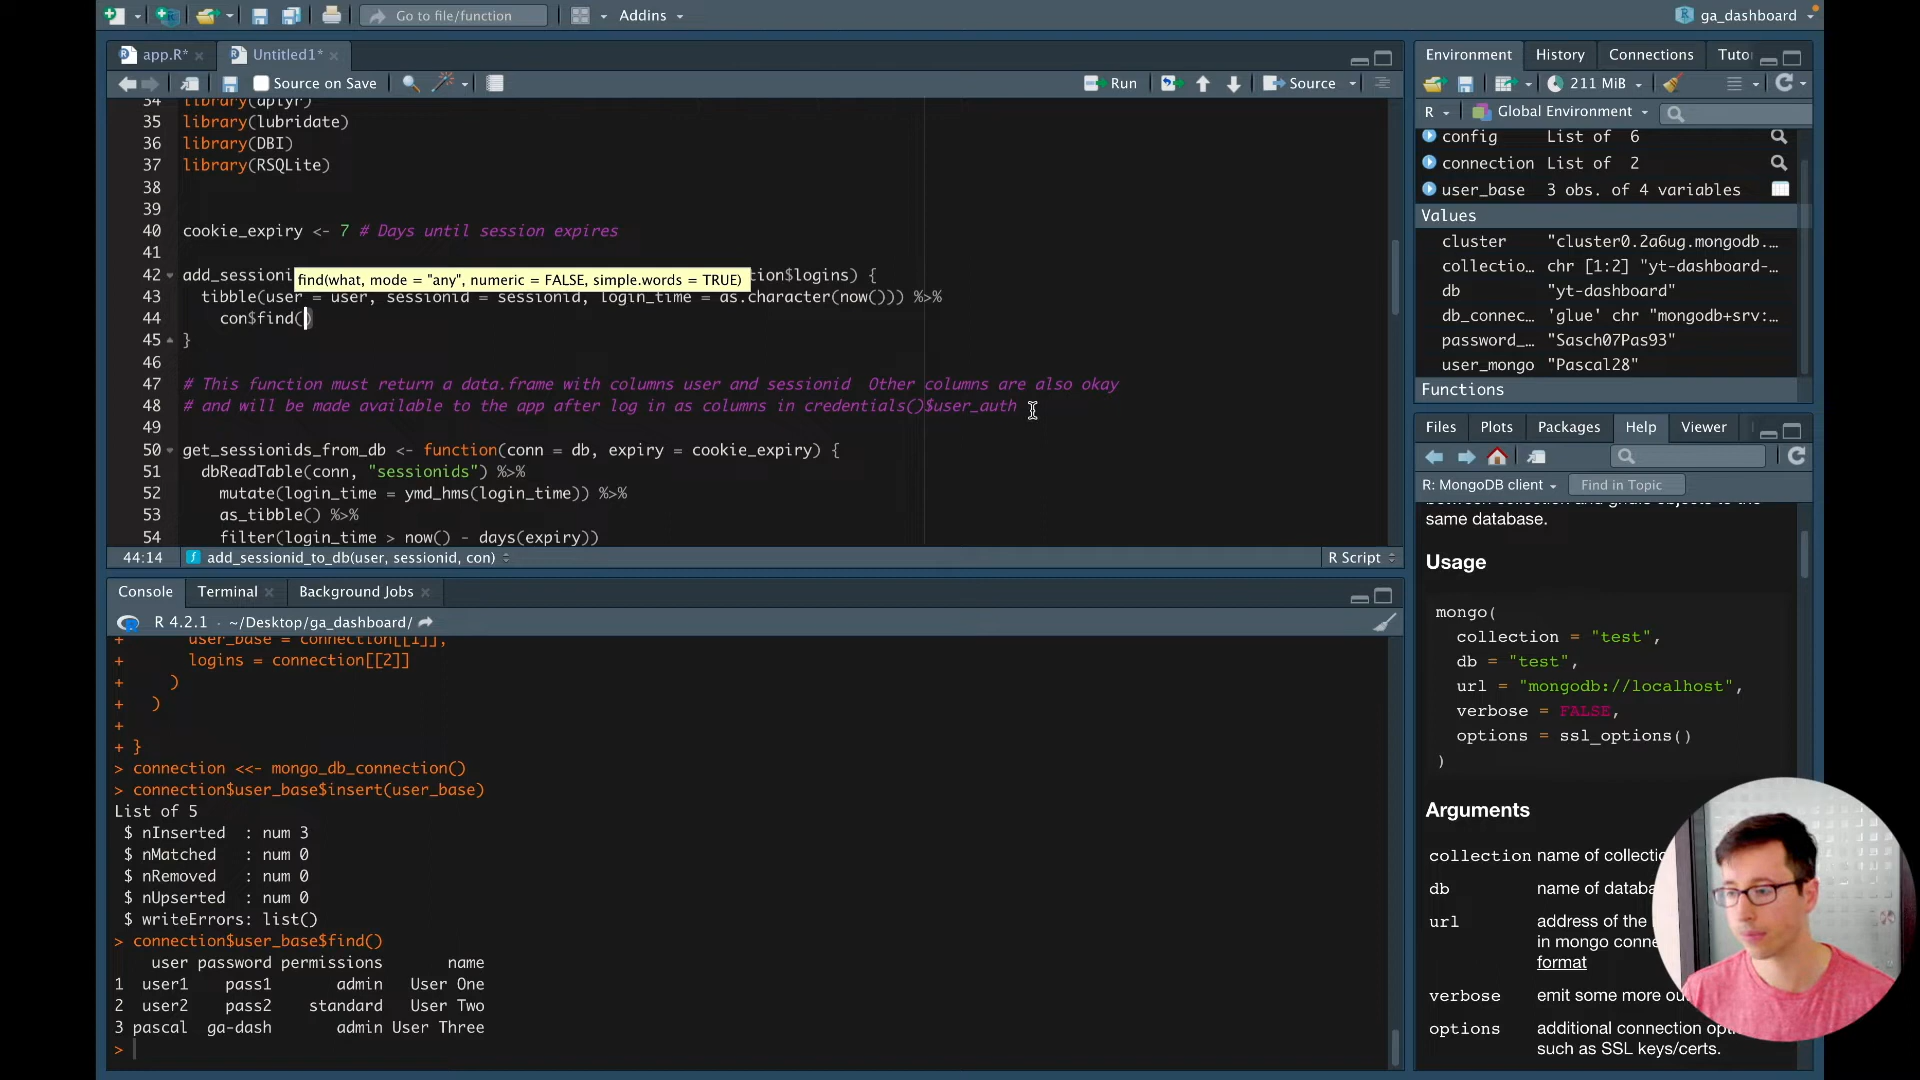 Go to file/function
Addins
ga_dashboard
app.R*
Untitled1*
Source on Save
Run
Source
34 library(dplyr)
35 library(lubridate)
36 library(DBI)
37 library(RSQLite)
38
39
40 cookie_expiry <- 7 # Days until session expires
41
42 add_sessioni
find(what, mode = "any", numeric = FALSE, simple.words = TRUE)
tion$logins) {
43 tibble(user = user, sessionid = sessionid, login_time = as.character(now())) %>%
44 con$find()
45 }
46
47 # This function must return a data.frame with columns user and sessionid  Other columns are also okay
48 # and will be made available to the app after log in as columns in credentials()$user_auth
49
50 get_sessionids_from_db <- function(conn = db, expiry = cookie_expiry) {
51 dbReadTable(conn, "sessionids") %>%
52 mutate(login_time = ymd_hms(login_time)) %>%
53 as_tibble() %>%
54 filter(login_time > now() - days(expiry))
44:14
add_sessionid_to_db(user, sessionid, con)
R Script
Console
Terminal
Background Jobs
R 4.2.1 · ~/Desktop/ga_dashboard/
+ user_base = connection[[1]],
+ logins = connection[[2]]
+ )
+ )
+
+ }
> connection <<- mongo_db_connection()
> connection$user_base$insert(user_base)
List of 5
$ nInserted : num 3
$ nMatched : num 0
$ nRemoved : num 0
$ nUpserted : num 0
$ writeErrors: list()
> connection$user_base$find()
user password permissions name
1 user1 pass1 admin User One
2 user2 pass2 standard User Two
3 pascal ga-dash admin User Three
>
Environment
History
Connections
Tuto
211 MiB
R
Global Environment
config List of 6
connection List of 2
user_base 3 obs. of 4 variables
Values
cluster "cluster0.2a6ug.mongodb.…
collectio… chr [1:2] "yt-dashboard-…
db "yt-dashboard"
db_connec… 'glue' chr "mongodb+srv:…
password_… "Sasch07Pas93"
user_mongo "Pascal28"
Functions
Files
Plots
Packages
Help
Viewer
R: MongoDB client
Find in Topic
same database.
Usage
mongo(
collection = "test",
db = "test",
url = "mongodb://localhost",
verbose = FALSE,
options = ssl_options()
)
Arguments
collection name of collectio
db name of databa
url address of the
in mongo conne
format
verbose emit some more ou
options additional connection opt
such as SSL keys/certs.